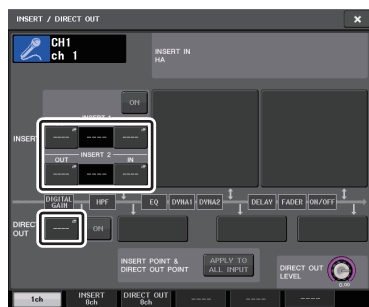 INSERT / DIRECT OUT
CH1
ch 1
INSERT IN
HA
ON
INSERT 1
INSERT
---- ---- ----
OUT INSERT 2 IN
---- ---- ----
DIGITAL GAIN HPF EQ DYNA1 DYNA2 DELAY FADER ON/OFF
DIRECT OUT
---- ON
INSERT POINT & DIRECT OUT POINT
APPLY TO ALL INPUT
DIRECT OUT LEVEL
0.00
1ch INSERT 8ch DIRECT OUT 8ch ---- ---- ----